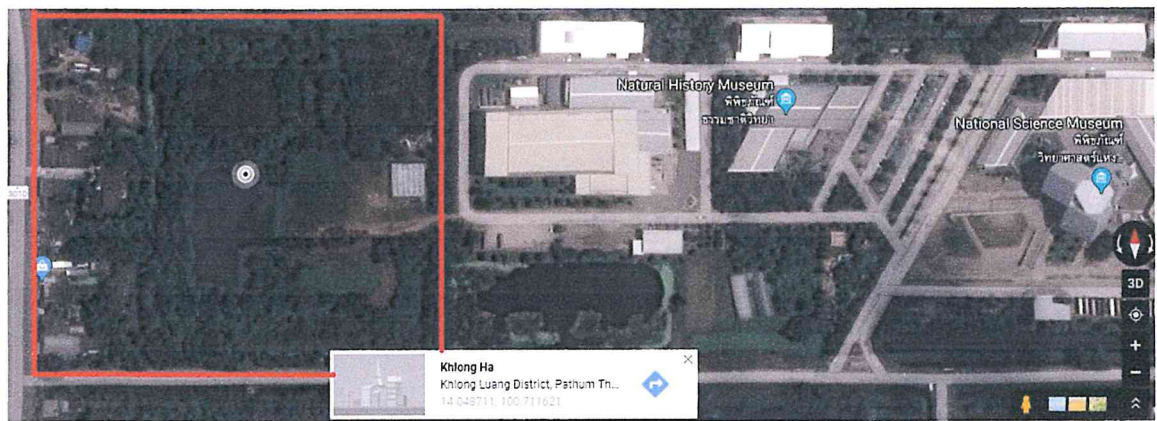 Natural History Museum
พิพิธภัณฑ์
ธรรมชาติวิทยา
National Science Museum
พิพิธภัณฑ์
วิทยาศาสตร์แห่ง...
3010
3D
Khlong Ha
Khlong Luang District, Pathum Th...
14.048711, 100.711621